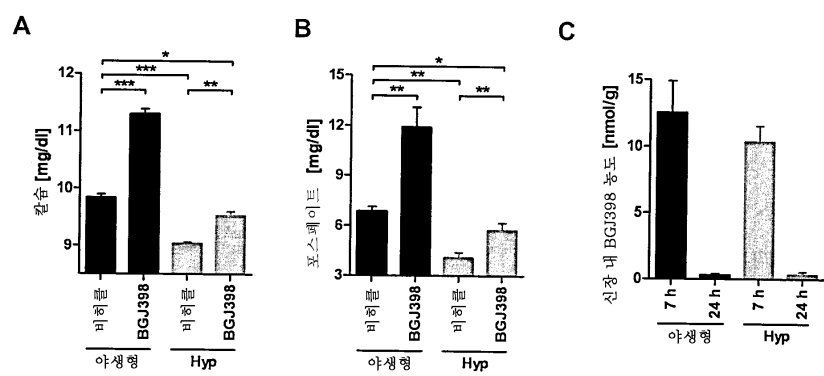 A
칼슘 [mg/dl]
12
11
10
9
*
***
***
**
비히클
BGJ398
비히클
BGJ398
야생형
Hyp
B
포스페이트 [mg/dl]
15
12
9
6
3
*
**
**
**
비히클
BGJ398
비히클
BGJ398
야생형
Hyp
C
신장 내 BGJ398 농도 [nmol/g]
15
10
5
0
7 h
24 h
7 h
24 h
야생형
Hyp